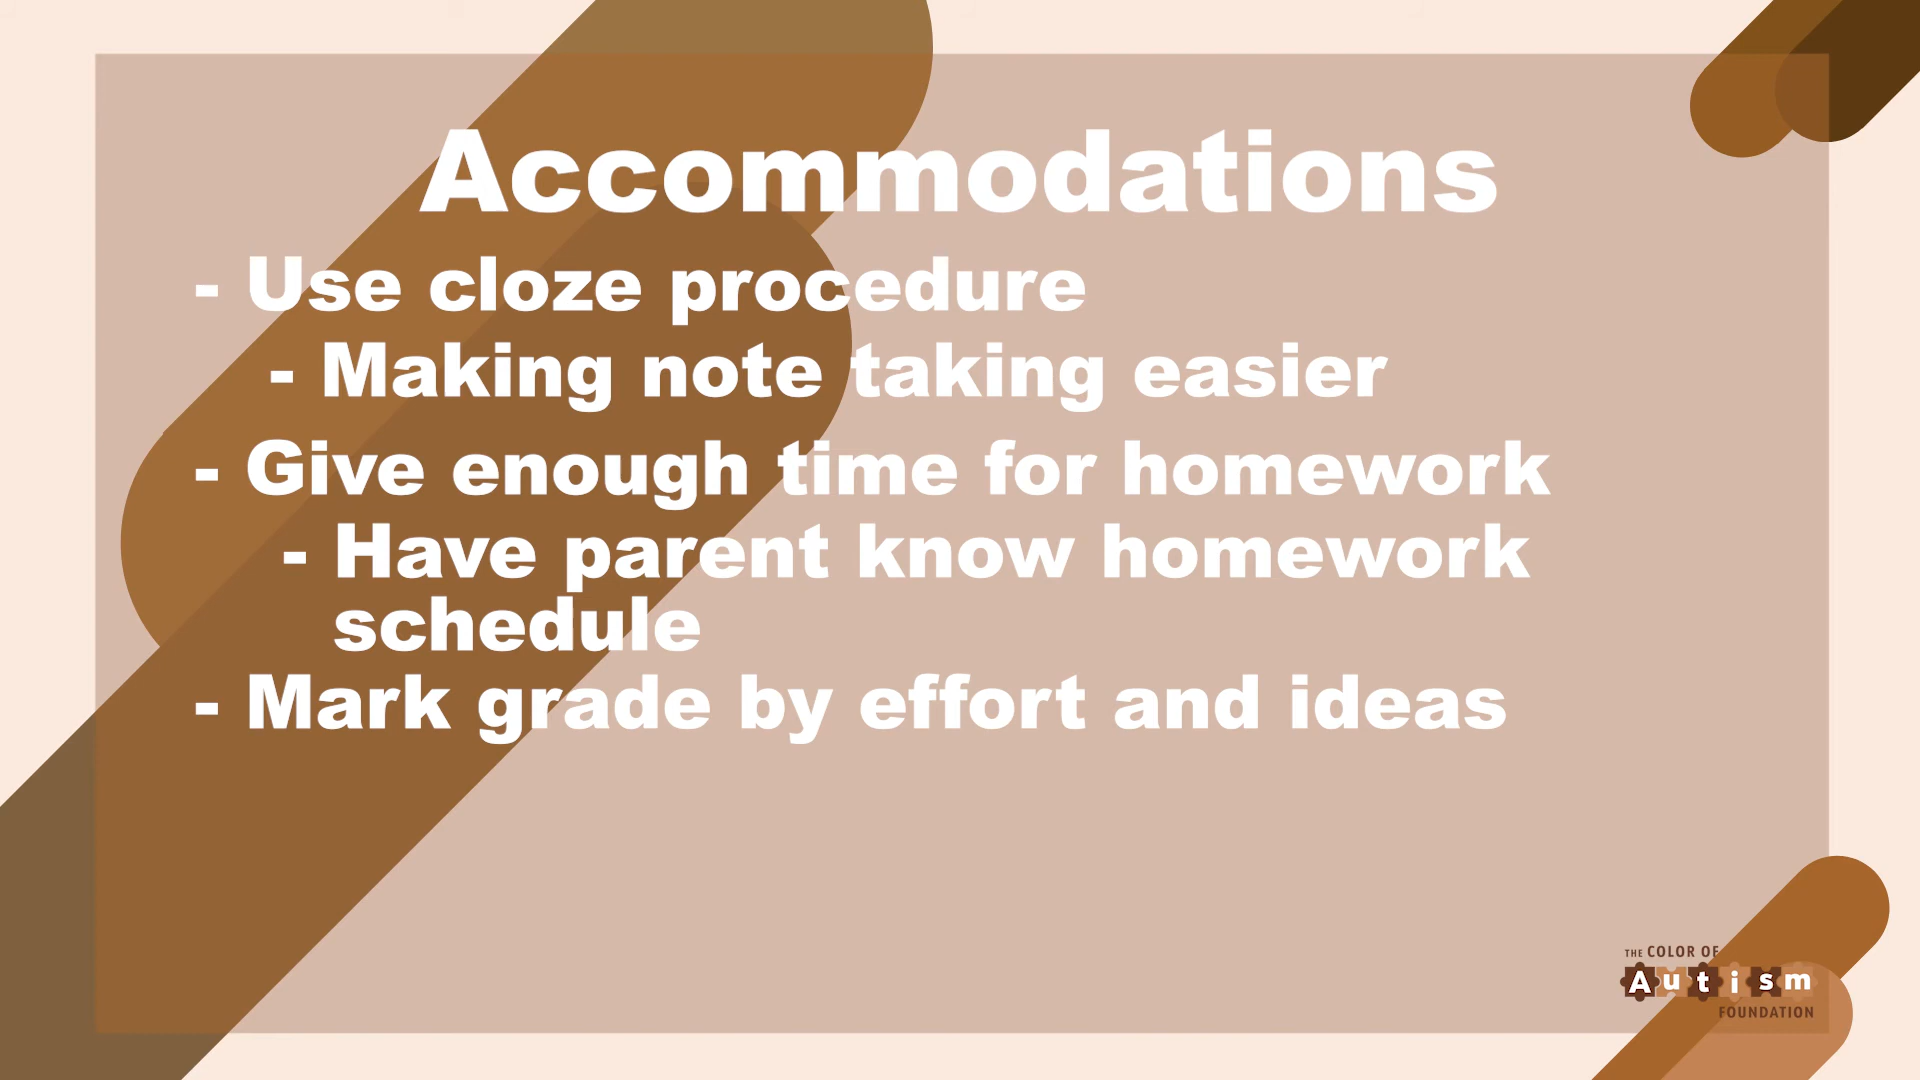 Accommodations
- Use cloze procedure
- Making note taking easier
- Give enough time for homework
- Have parent know homework
schedule
- Mark grade by effort and ideas
THE COLOR OF
Autism
FOUNDATION